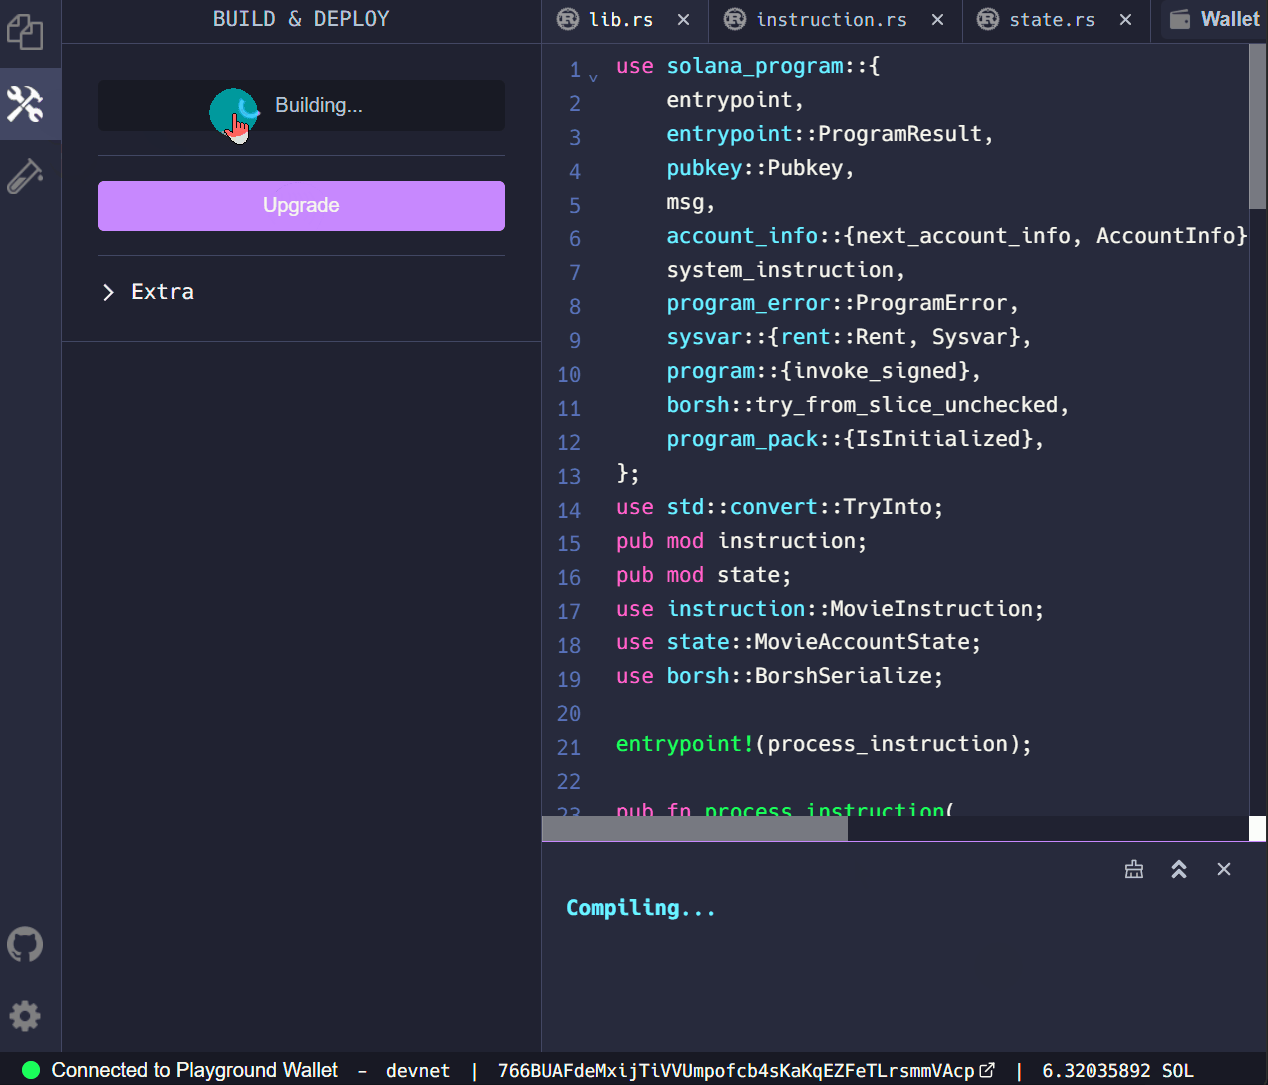 BUILD & DEPLOY
Building...
Upgrade
Extra
lib.rs
instruction.rs
state.rs
Wallet
1 use solana_program::{
2 entrypoint,
3 entrypoint::ProgramResult,
4 pubkey::Pubkey,
5 msg,
6 account_info::{next_account_info, AccountInfo}
7 system_instruction,
8 program_error::ProgramError,
9 sysvar::{rent::Rent, Sysvar},
10 program::{invoke_signed},
11 borsh::try_from_slice_unchecked,
12 program_pack::{IsInitialized},
13 };
14 use std::convert::TryInto;
15 pub mod instruction;
16 pub mod state;
17 use instruction::MovieInstruction;
18 use state::MovieAccountState;
19 use borsh::BorshSerialize;
20
21 entrypoint!(process_instruction);
22
23 pub fn process_instruction(
Compiling...
Connected to Playground Wallet - devnet | 766BUAFdeMxijTiVVUmpofcb4sKaKqEZFeTLrsmmVAcp | 6.32035892 SOL